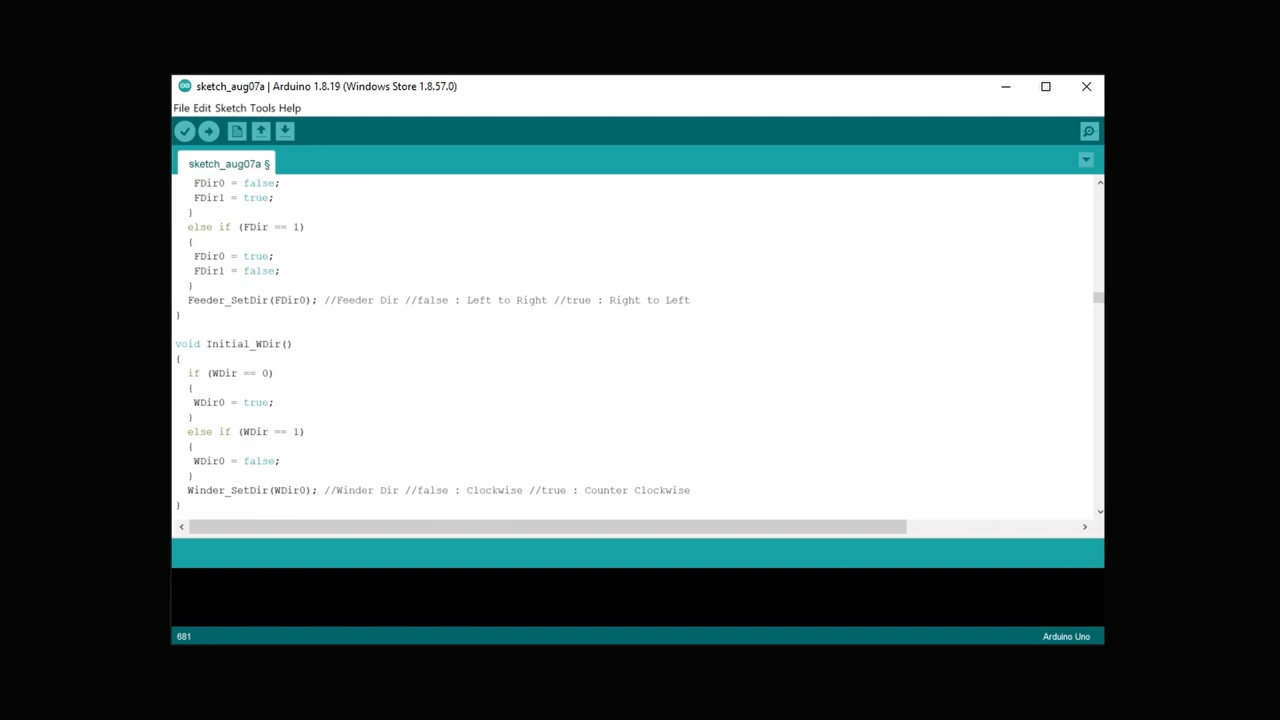 sketch_aug07a | Arduino 1.8.19 (Windows Store 1.8.57.0)
File Edit Sketch Tools Help
sketch_aug07a §
FDir0 = false;
FDir1 = true;
}
else if (FDir == 1)
{
FDir0 = true;
FDir1 = false;
}
Feeder_SetDir(FDir0); //Feeder Dir //false : Left to Right //true : Right to Left
}
void Initial_WDir()
{
if (WDir == 0)
{
WDir0 = true;
}
else if (WDir == 1)
{
WDir0 = false;
}
Winder_SetDir(WDir0); //Winder Dir //false : Clockwise //true : Counter Clockwise
}
681
Arduino Uno